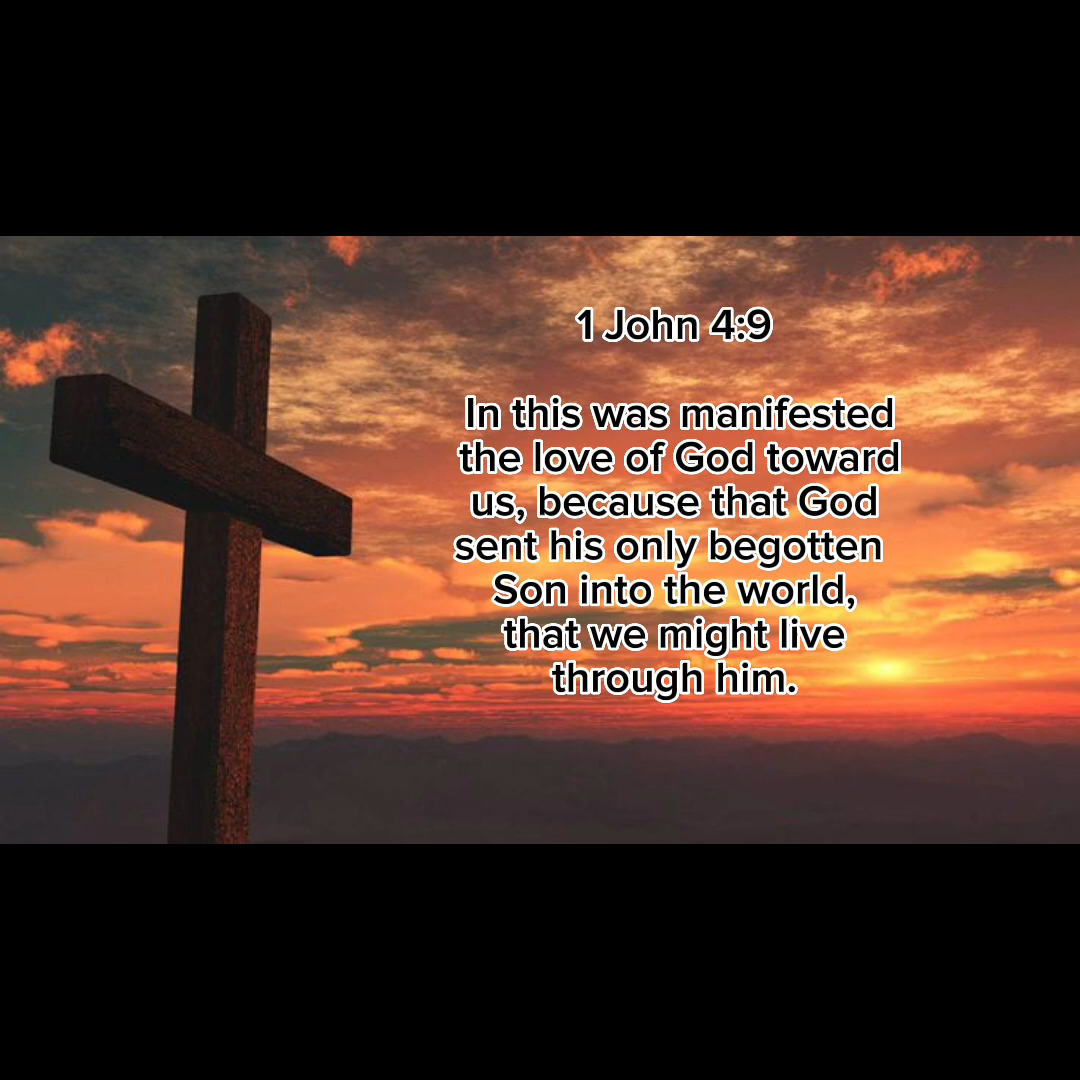 1 John 4:9
In this was manifested
the love of God toward
us, because that God
sent his only begotten
Son into the world,
that we might live
through him.